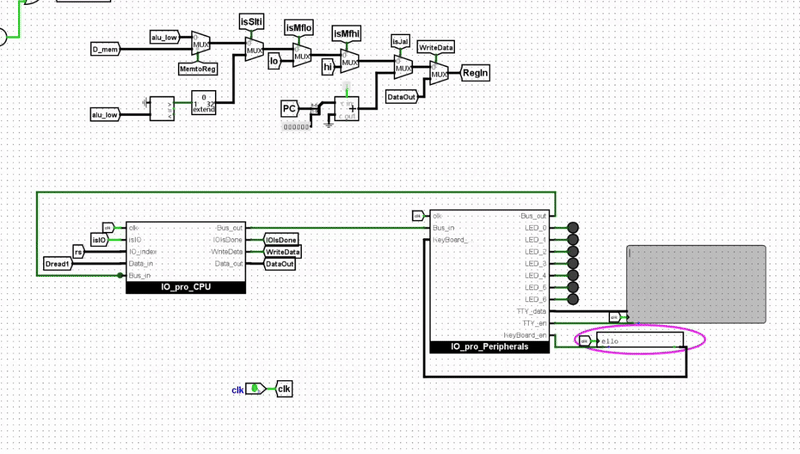 isSlti
isMflo
isMfhi
isJal
WriteData
alu_low
D_mem
MUX
MUX
MUX
MUX
MUX
MUX
MemtoReg
lo
hi
RegIn
DataOut
alu_low
0
1 32
extend
PC
+
c out
clk
isIO
rs
Dread1
clk
isIO
IO_index
Data_in
Bus_in
Bus_out
IOIsDone
WriteData
Data_out
IO_pro_CPU
IOIsDone
WriteData
DataOut
clk
Bus_in
KeyBoard_
Bus_out
LED_0
LED_1
LED_2
LED_3
LED_4
LED_5
LED_6
TTY_data
TTY_en
KeyBoard_en
IO_pro_Peripherals
ello
clk
clk